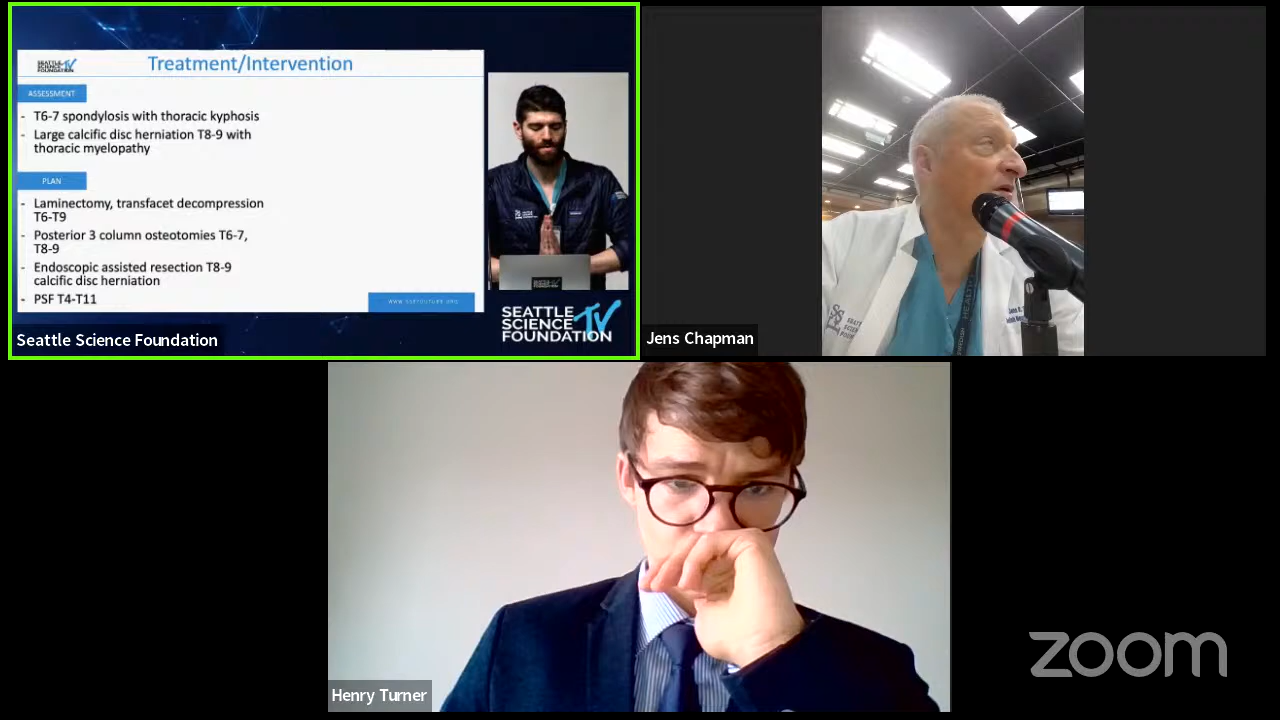 SEATTLE
SCIENCE
FOUNDATION
TV
Treatment/Intervention
ASSESSMENT
- T6-7 spondylosis with thoracic kyphosis
- Large calcific disc herniation T8-9 with
thoracic myelopathy
PLAN
- Laminectomy, transfacet decompression
T6-T9
- Posterior 3 column osteotomies T6-7,
T8-9
- Endoscopic assisted resection T8-9
calcific disc herniation
- PSF T4-T11
SEATTLE
SCIENCE
FOUNDATION
TV
Seattle Science Foundation
Jens Chapman
Henry Turner
zoom